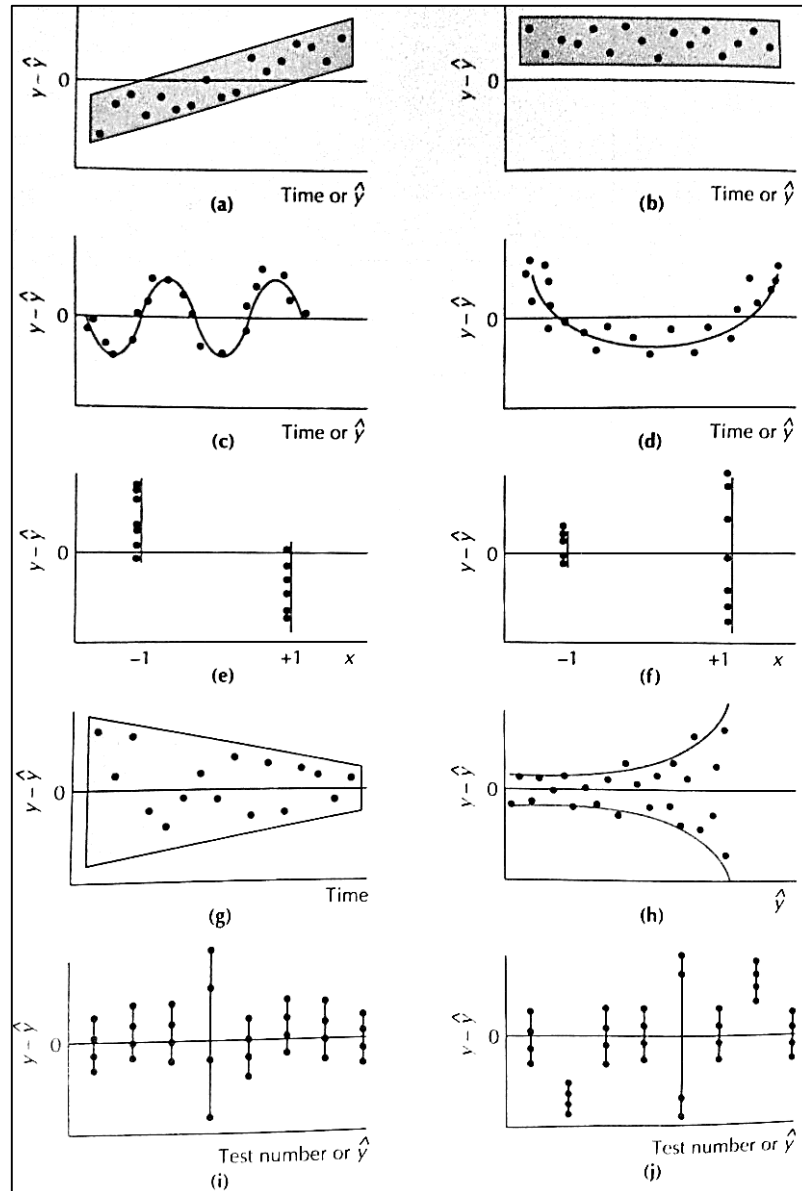 y – ŷ
0
Time or ŷ
(a)
y – ŷ
0
Time or ŷ
(b)
y – ŷ
0
Time or ŷ
(c)
y – ŷ
0
Time or ŷ
(d)
y – ŷ
0
–1 +1 x
(e)
y – ŷ
0
–1 +1 x
(f)
y – ŷ
0
Time
(g)
y – ŷ
0
ŷ
(h)
y – ŷ
0
Test number or ŷ
(i)
y – ŷ
0
Test number or ŷ
(j)